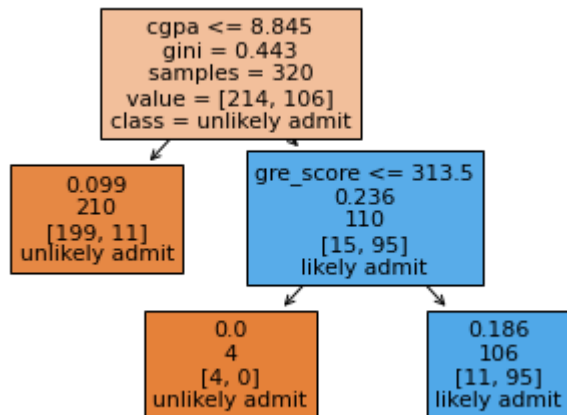 cgpa <= 8.845
gini = 0.443
samples = 320
value = [214, 106]
class = unlikely admit
0.099
210
[199, 11]
unlikely admit
gre_score <= 313.5
0.236
110
[15, 95]
likely admit
0.0
4
[4, 0]
unlikely admit
0.186
106
[11, 95]
likely admit